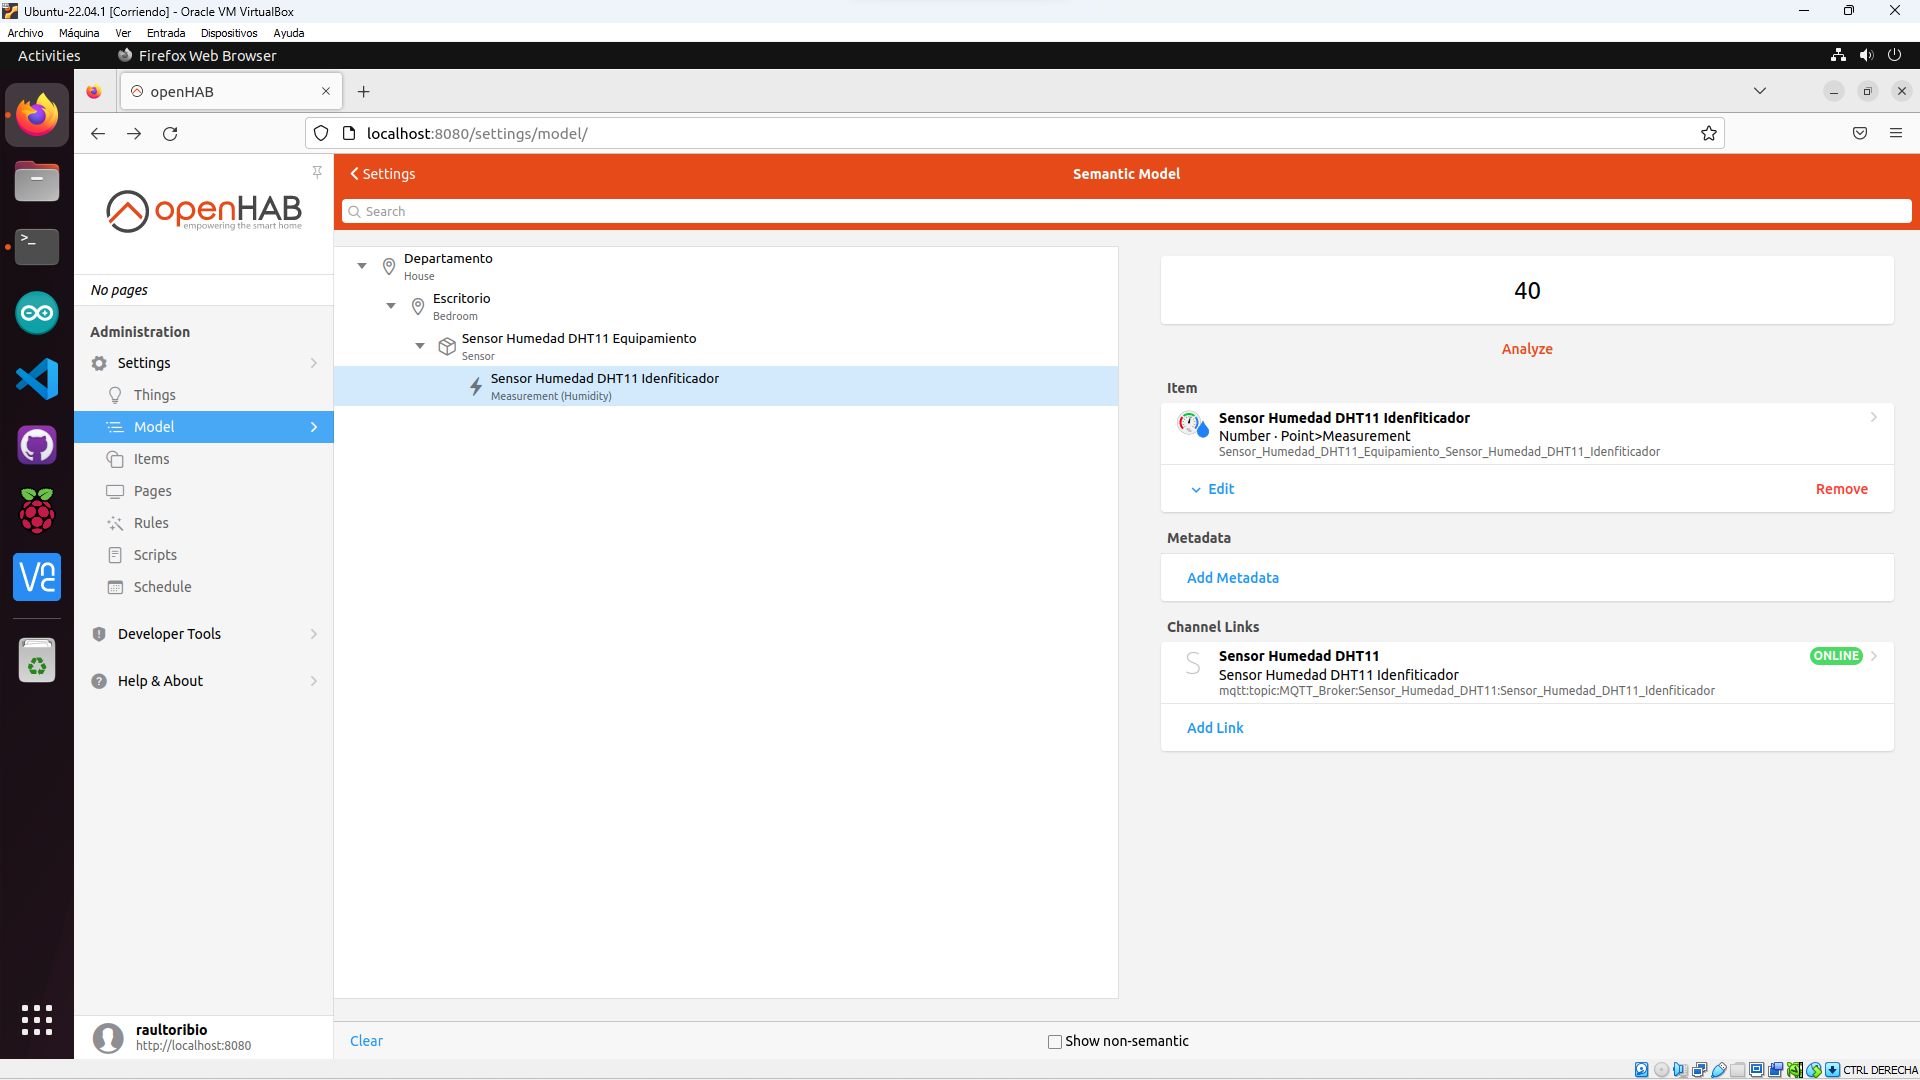 Ubuntu-22.04.1 [Corriendo] - Oracle VM VirtualBox
Archivo Máquina Ver Entrada Dispositivos Ayuda
Activities Firefox Web Browser
openHAB
localhost:8080/settings/model/
openHAB
empowering the smart home
No pages
Administration
Settings
Things
Model
Items
Pages
Rules
Scripts
Schedule
Developer Tools
Help & About
raultoribio
http://localhost:8080
Settings
Semantic Model
Search
Departamento
House
Escritorio
Bedroom
Sensor Humedad DHT11 Equipamiento
Sensor
Sensor Humedad DHT11 Idenfiticador
Measurement (Humidity)
Clear
Show non-semantic
40
Analyze
Item
Sensor Humedad DHT11 Idenfiticador
Number · Point>Measurement
Sensor_Humedad_DHT11_Equipamiento_Sensor_Humedad_DHT11_Idenfiticador
Edit
Remove
Metadata
Add Metadata
Channel Links
S
Sensor Humedad DHT11
ONLINE
Sensor Humedad DHT11 Idenfiticador
mqtt:topic:MQTT_Broker:Sensor_Humedad_DHT11:Sensor_Humedad_DHT11_Idenfiticador
Add Link
CTRL DERECHA